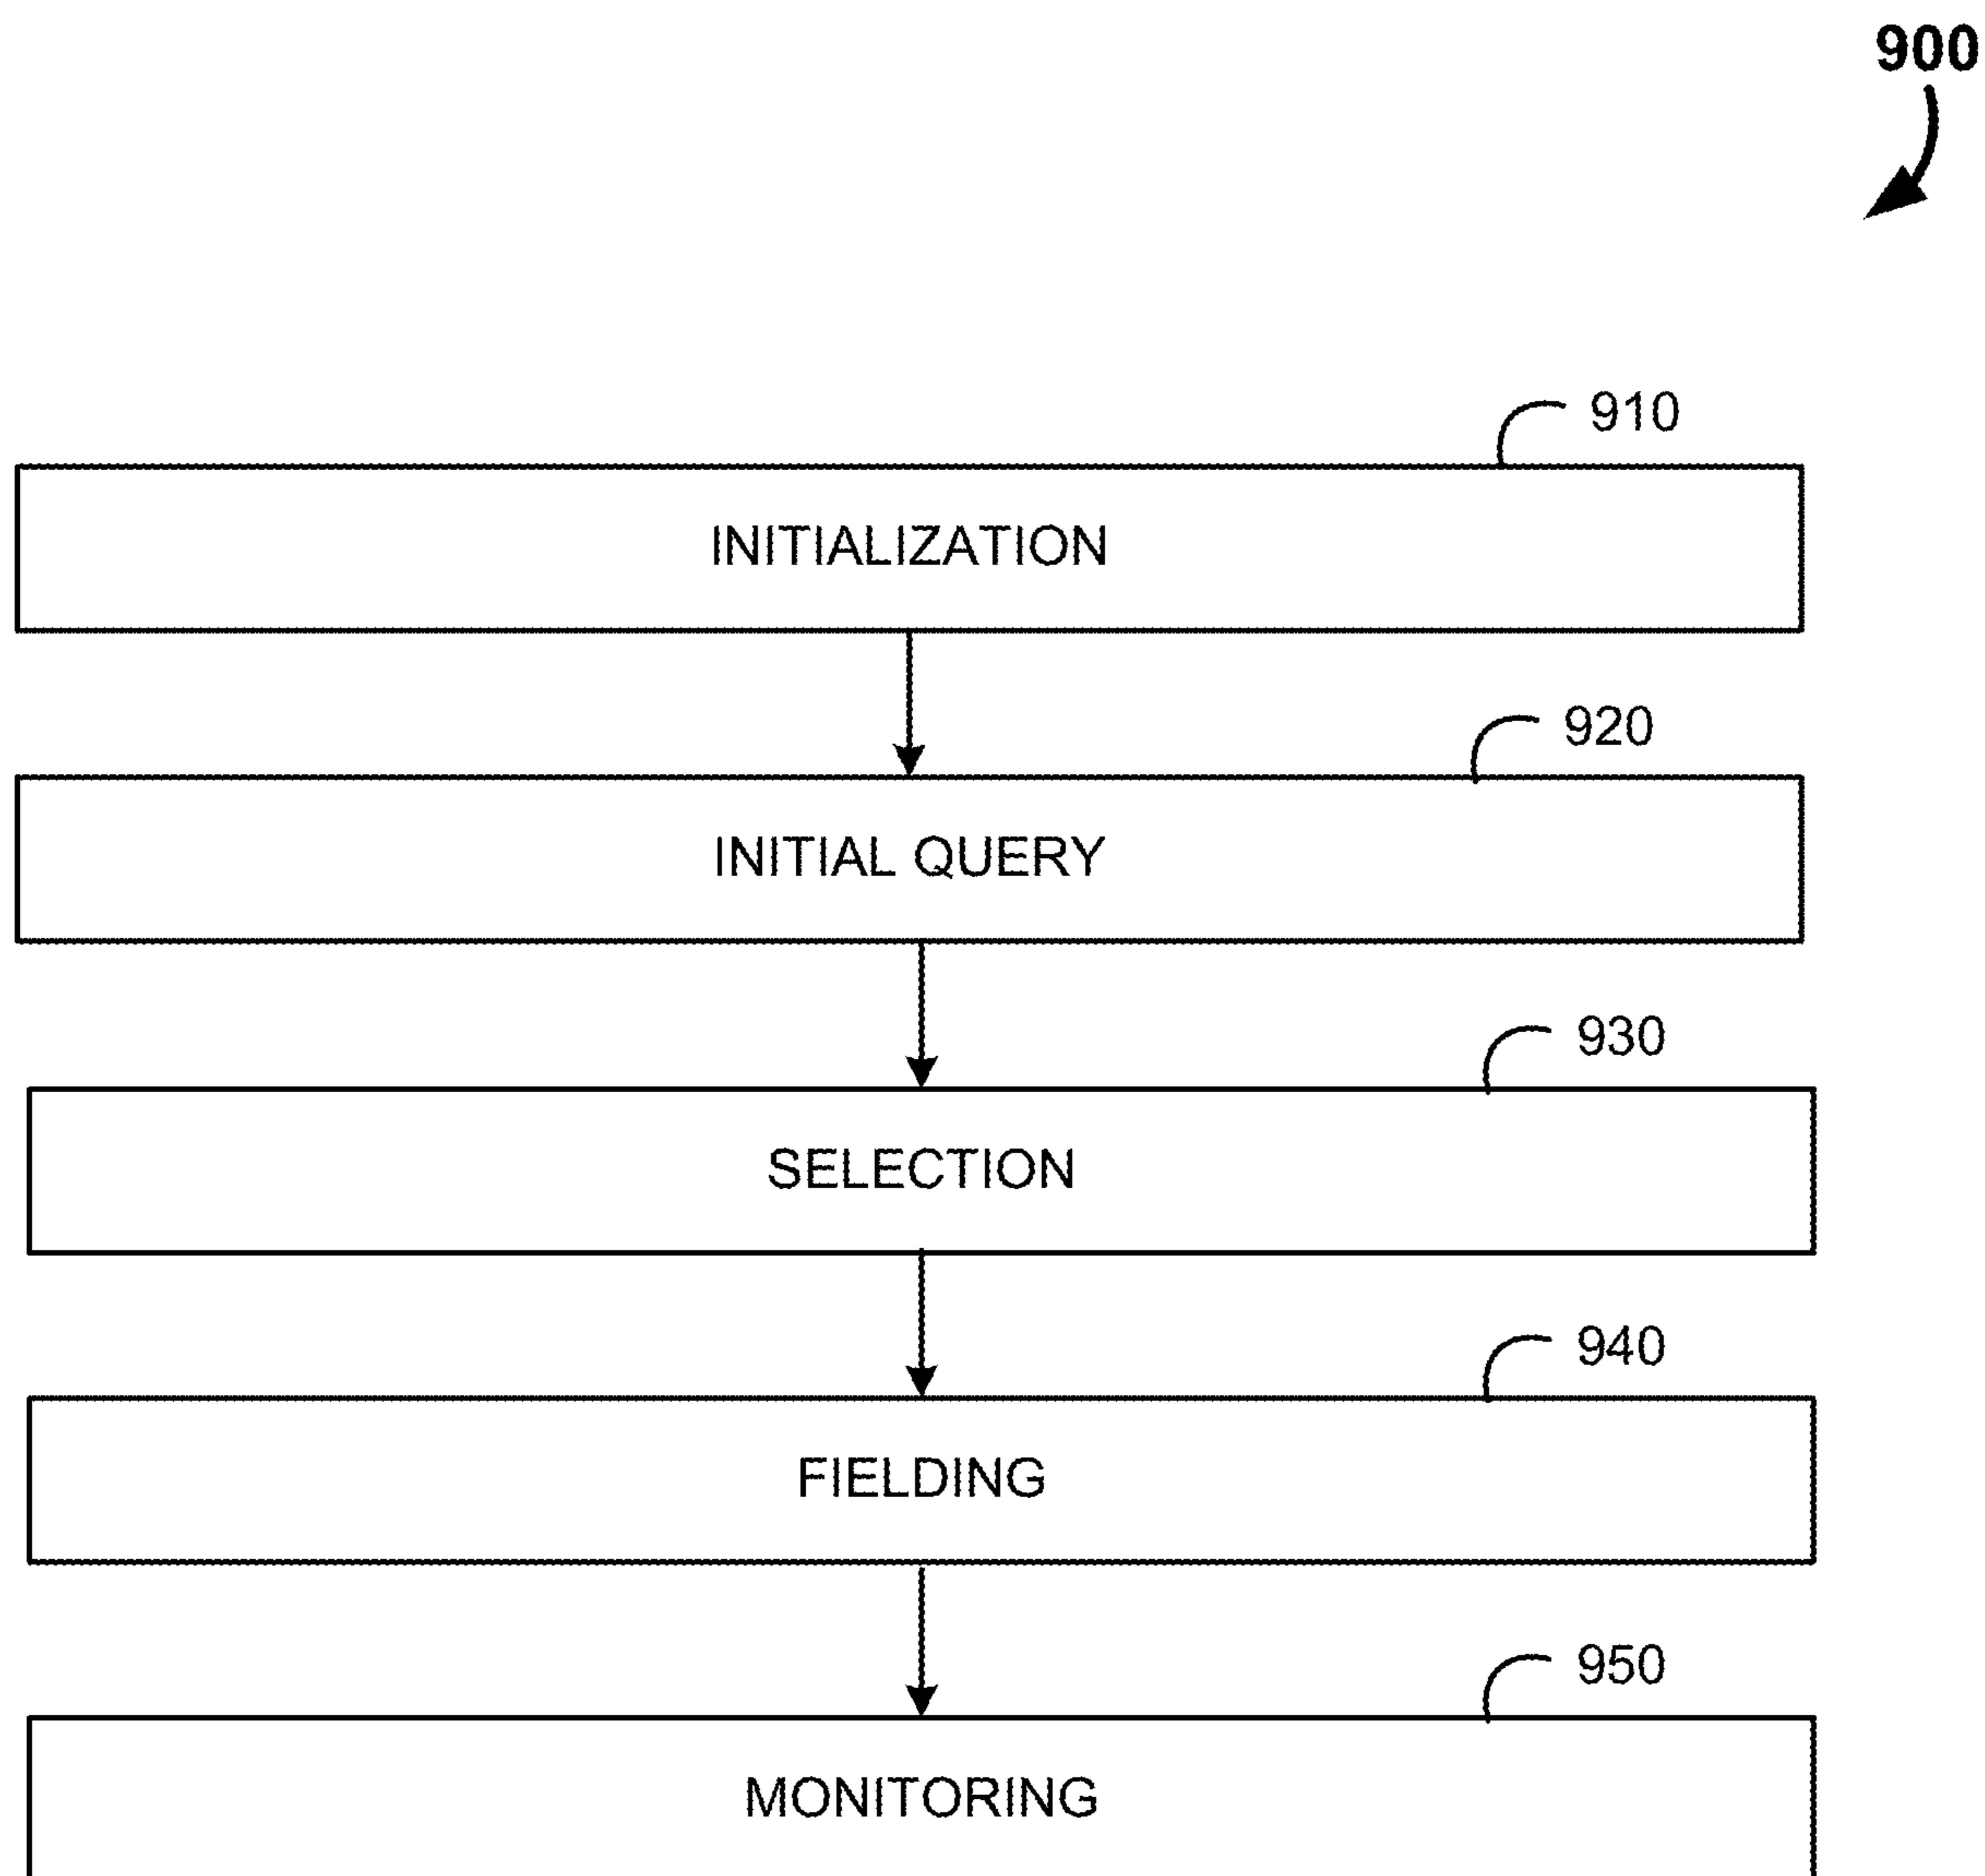 900
910
INITIALIZATION
920
INITIAL QUERY
930
SELECTION
940
FIELDING
950
MONITORING